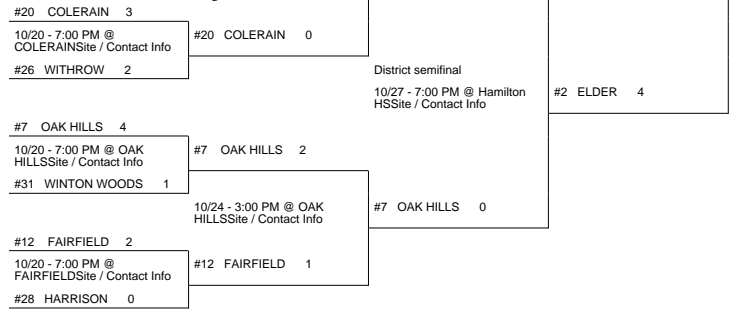 #20 COLERAIN 3
10/20 - 7:00 PM @
COLERAINSite / Contact Info
#20 COLERAIN 0
#26 WITHROW 2
District semifinal
10/27 - 7:00 PM @ Hamilton
HSSite / Contact Info
#2 ELDER 4
#7 OAK HILLS 4
10/20 - 7:00 PM @ OAK
HILLSSite / Contact Info
#7 OAK HILLS 2
#31 WINTON WOODS 1
10/24 - 3:00 PM @ OAK
HILLSSite / Contact Info
#7 OAK HILLS 0
#12 FAIRFIELD 2
10/20 - 7:00 PM @
FAIRFIELDSite / Contact Info
#12 FAIRFIELD 1
#28 HARRISON 0